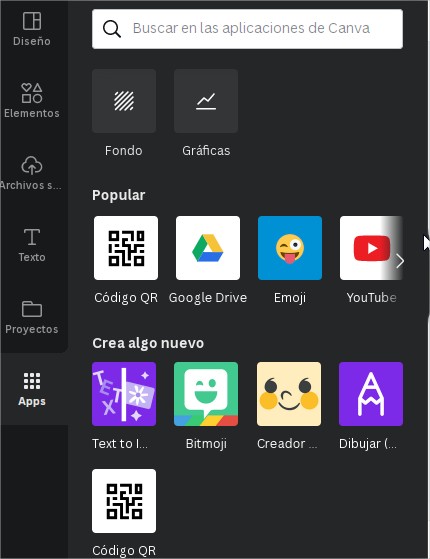 Diseño
Elementos
Archivos s...
Texto
Proyectos
Apps
Buscar en las aplicaciones de Canva
Fondo
Gráficas
Popular
Código QR
Google Drive
Emoji
YouTube
Crea algo nuevo
TEXT
Text to I...
Bitmoji
Creador ...
Dibujar (...
Código QR